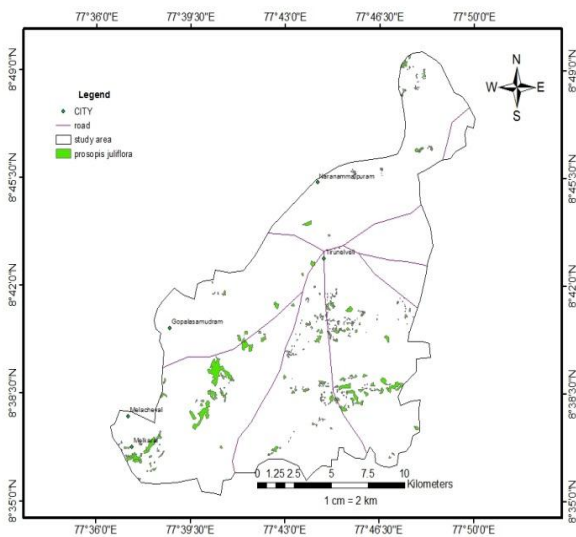 77°36'0"E 77°39'30"E 77°43'0"E 77°46'30"E 77°50'0"E
8°49'0"N 8°49'0"N
N
W E
S
Legend
CITY
road
study area
prosopis juliflora
8°45'30"N 8°45'30"N
Naranammalpuram
Tirunelveli
8°42'0"N 8°42'0"N
Gopalasamudram
8°38'30"N 8°38'30"N
Melacheval
0 1.25 2.5 5 7.5 10
Kilometers
1 cm = 2 km
8°35'0"N 8°35'0"N
77°36'0"E 77°39'30"E 77°43'0"E 77°46'30"E 77°50'0"E